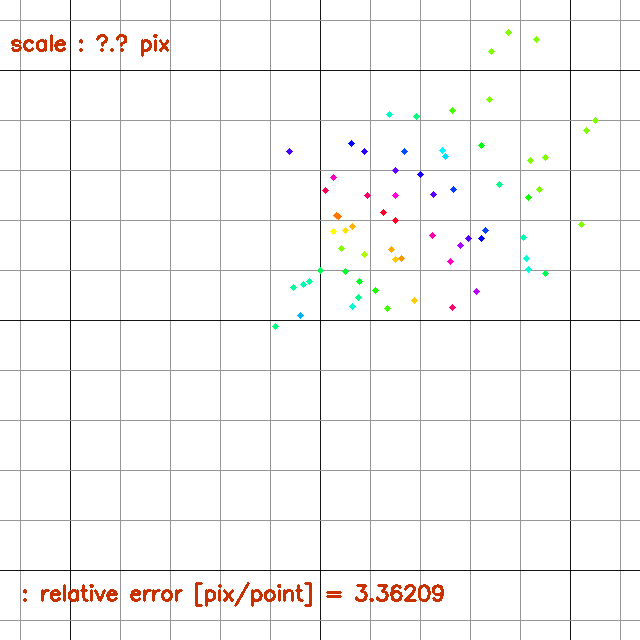 scale : ?.? pix
: relative error [pix/point] = 3.36209